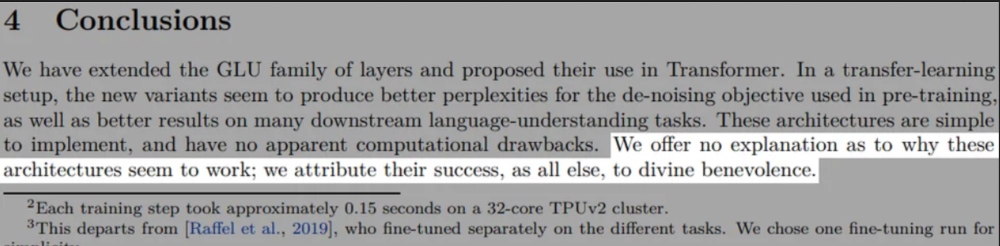 4 Conclusions
We have extended the GLU family of layers and proposed their use in Transformer. In a transfer-learning
setup, the new variants seem to produce better perplexities for the de-noising objective used in pre-training,
as well as better results on many downstream language-understanding tasks. These architectures are simple
to implement, and have no apparent computational drawbacks. We offer no explanation as to why these
architectures seem to work; we attribute their success, as all else, to divine benevolence.
²Each training step took approximately 0.15 seconds on a 32-core TPUv2 cluster.
³This departs from [Raffel et al., 2019], who fine-tuned separately on the different tasks. We chose one fine-tuning run for